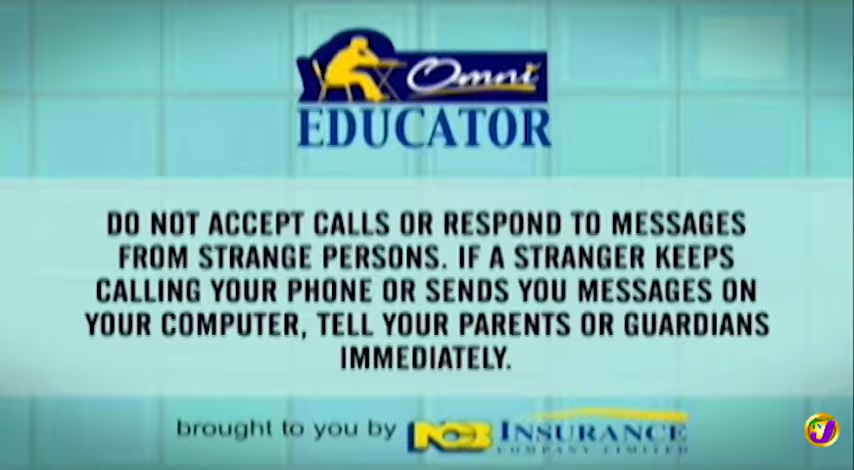 Omni
EDUCATOR
DO NOT ACCEPT CALLS OR RESPOND TO MESSAGES
FROM STRANGE PERSONS. IF A STRANGER KEEPS
CALLING YOUR PHONE OR SENDS YOU MESSAGES ON
YOUR COMPUTER, TELL YOUR PARENTS OR GUARDIANS
IMMEDIATELY.
brought to you by NCB INSURANCE
COMPANY LIMITED